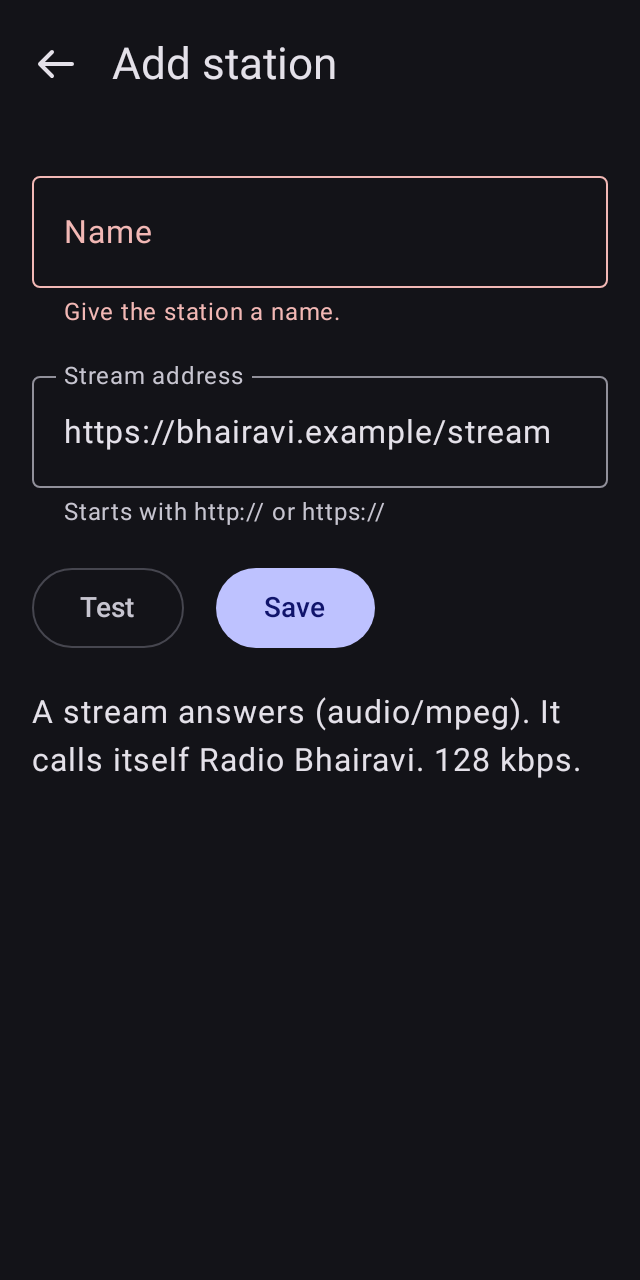 Add station
Name
Give the station a name.
Stream address
https://bhairavi.example/stream
Starts with http:// or https://
Test
Save
A stream answers (audio/mpeg). It
calls itself Radio Bhairavi. 128 kbps.